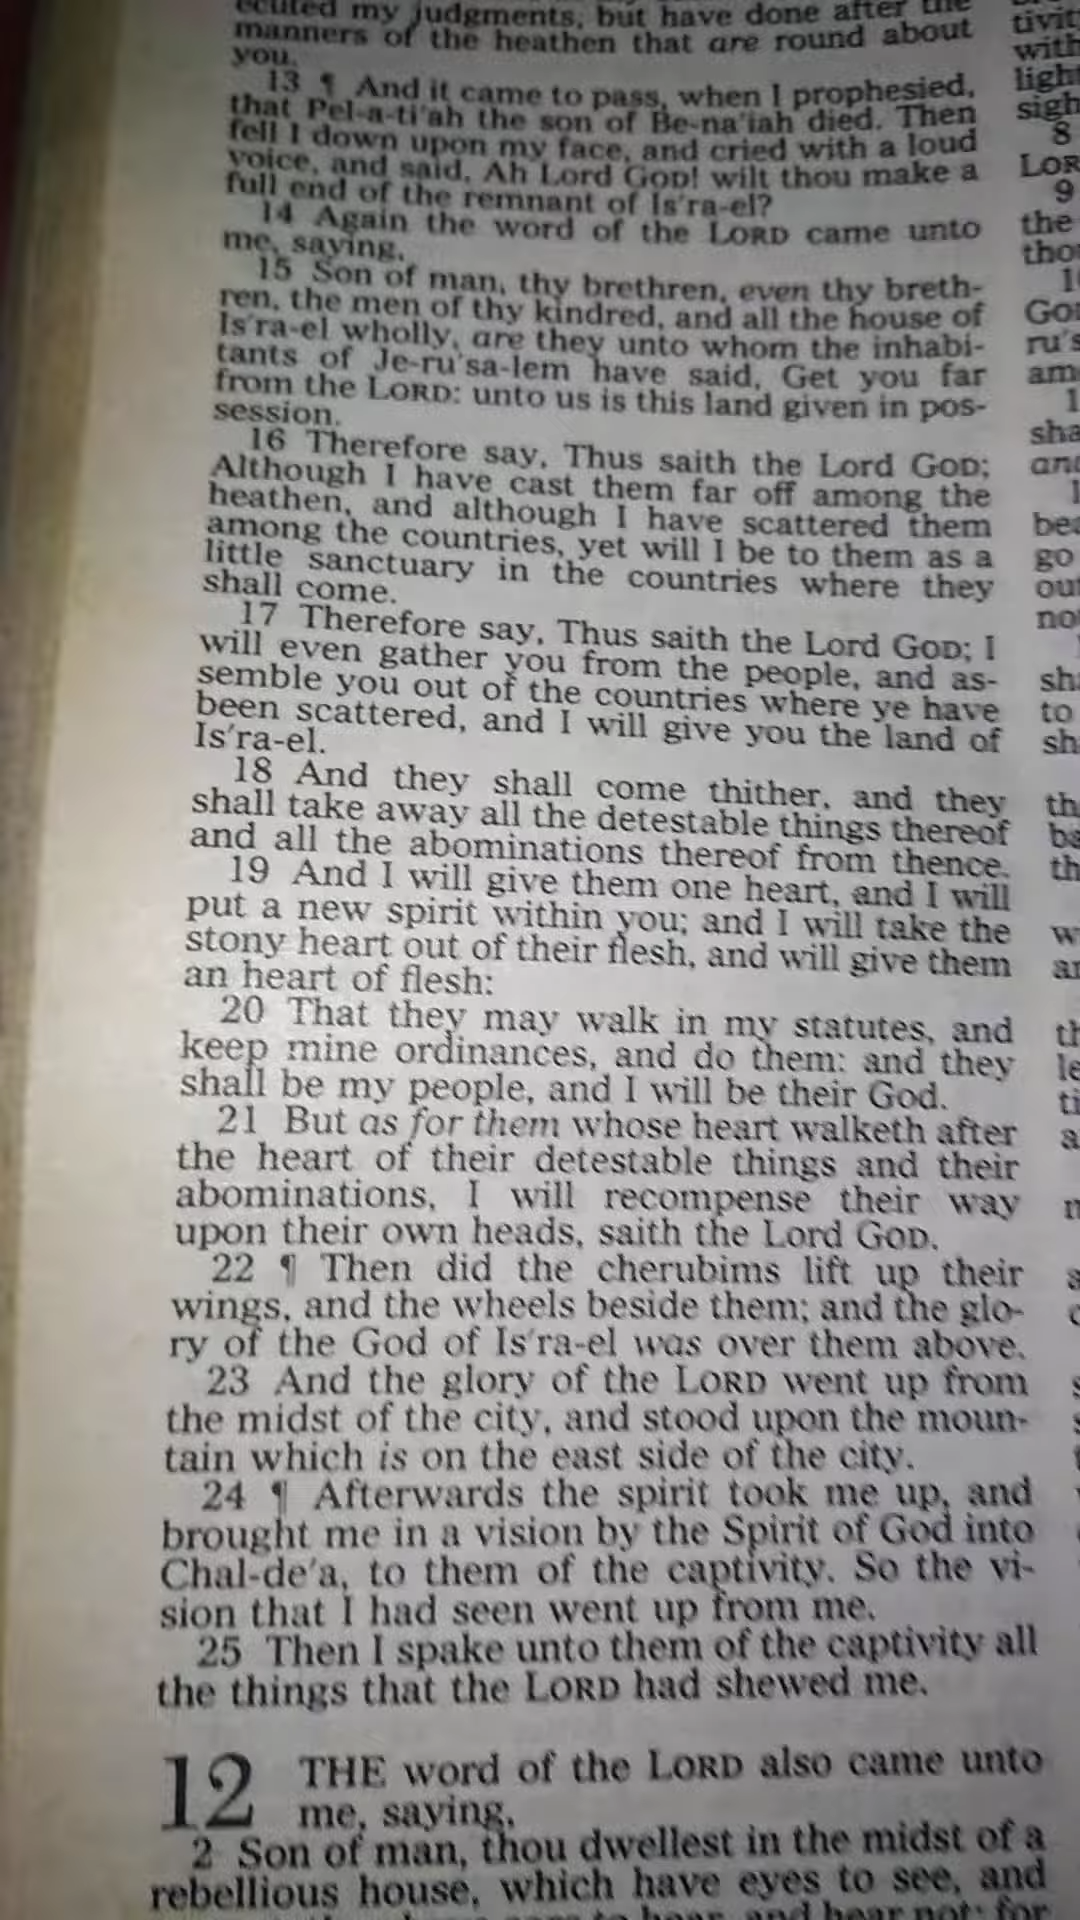 ecuted my judgments, but have done after the
manners of the heathen that are round about
you.
13 ¶ And it came to pass, when I prophesied,
that Pel-a-ti'ah the son of Be-na'iah died. Then
fell I down upon my face, and cried with a loud
voice, and said, Ah Lord GOD! wilt thou make a
full end of the remnant of Is'ra-el?
14 Again the word of the LORD came unto
me, saying,
15 Son of man, thy brethren, even thy breth-
ren, the men of thy kindred, and all the house of
Is'ra-el wholly, are they unto whom the inhabi-
tants of Je-ru'sa-lem have said, Get you far
from the LORD: unto us is this land given in pos-
session.
16 Therefore say, Thus saith the Lord GOD;
Although I have cast them far off among the
heathen, and although I have scattered them
among the countries, yet will I be to them as a
little sanctuary in the countries where they
shall come.
17 Therefore say, Thus saith the Lord GOD; I
will even gather you from the people, and as-
semble you out of the countries where ye have
been scattered, and I will give you the land of
Is'ra-el.
18 And they shall come thither, and they
shall take away all the detestable things thereof
and all the abominations thereof from thence.
19 And I will give them one heart, and I will
put a new spirit within you; and I will take the
stony heart out of their flesh, and will give them
an heart of flesh:
20 That they may walk in my statutes, and
keep mine ordinances, and do them: and they
shall be my people, and I will be their God.
21 But as for them whose heart walketh after
the heart of their detestable things and their
abominations, I will recompense their way
upon their own heads, saith the Lord GOD.
22 ¶ Then did the cherubims lift up their
wings, and the wheels beside them; and the glo-
ry of the God of Is'ra-el was over them above.
23 And the glory of the LORD went up from
the midst of the city, and stood upon the moun-
tain which is on the east side of the city.
24 ¶ Afterwards the spirit took me up, and
brought me in a vision by the Spirit of God into
Chal-de'a, to them of the captivity. So the vi-
sion that I had seen went up from me.
25 Then I spake unto them of the captivity all
the things that the LORD had shewed me.
12 THE word of the LORD also came unto
me, saying,
2 Son of man, thou dwellest in the midst of a
rebellious house, which have eyes to see, and
to hear, and hear not: for
with
8
LOR
9
the